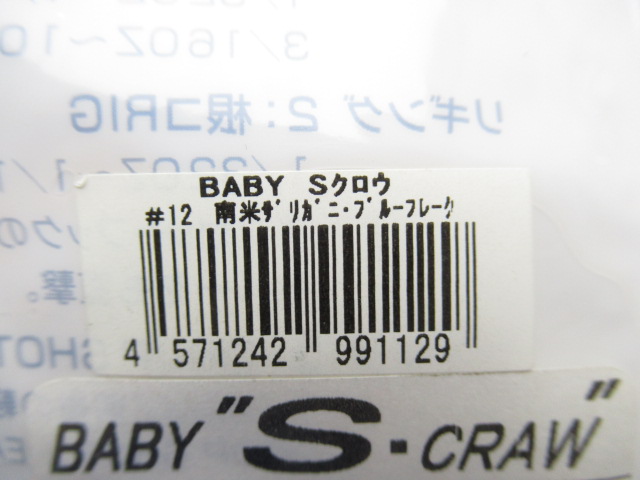 3/16OZ~1O
リギング 2:根コRIG
BABY Sクロウ
#12 南米ザリガニ・ブルーフレーク
4 571242 991129
撃。
BABY "S-CRAW"